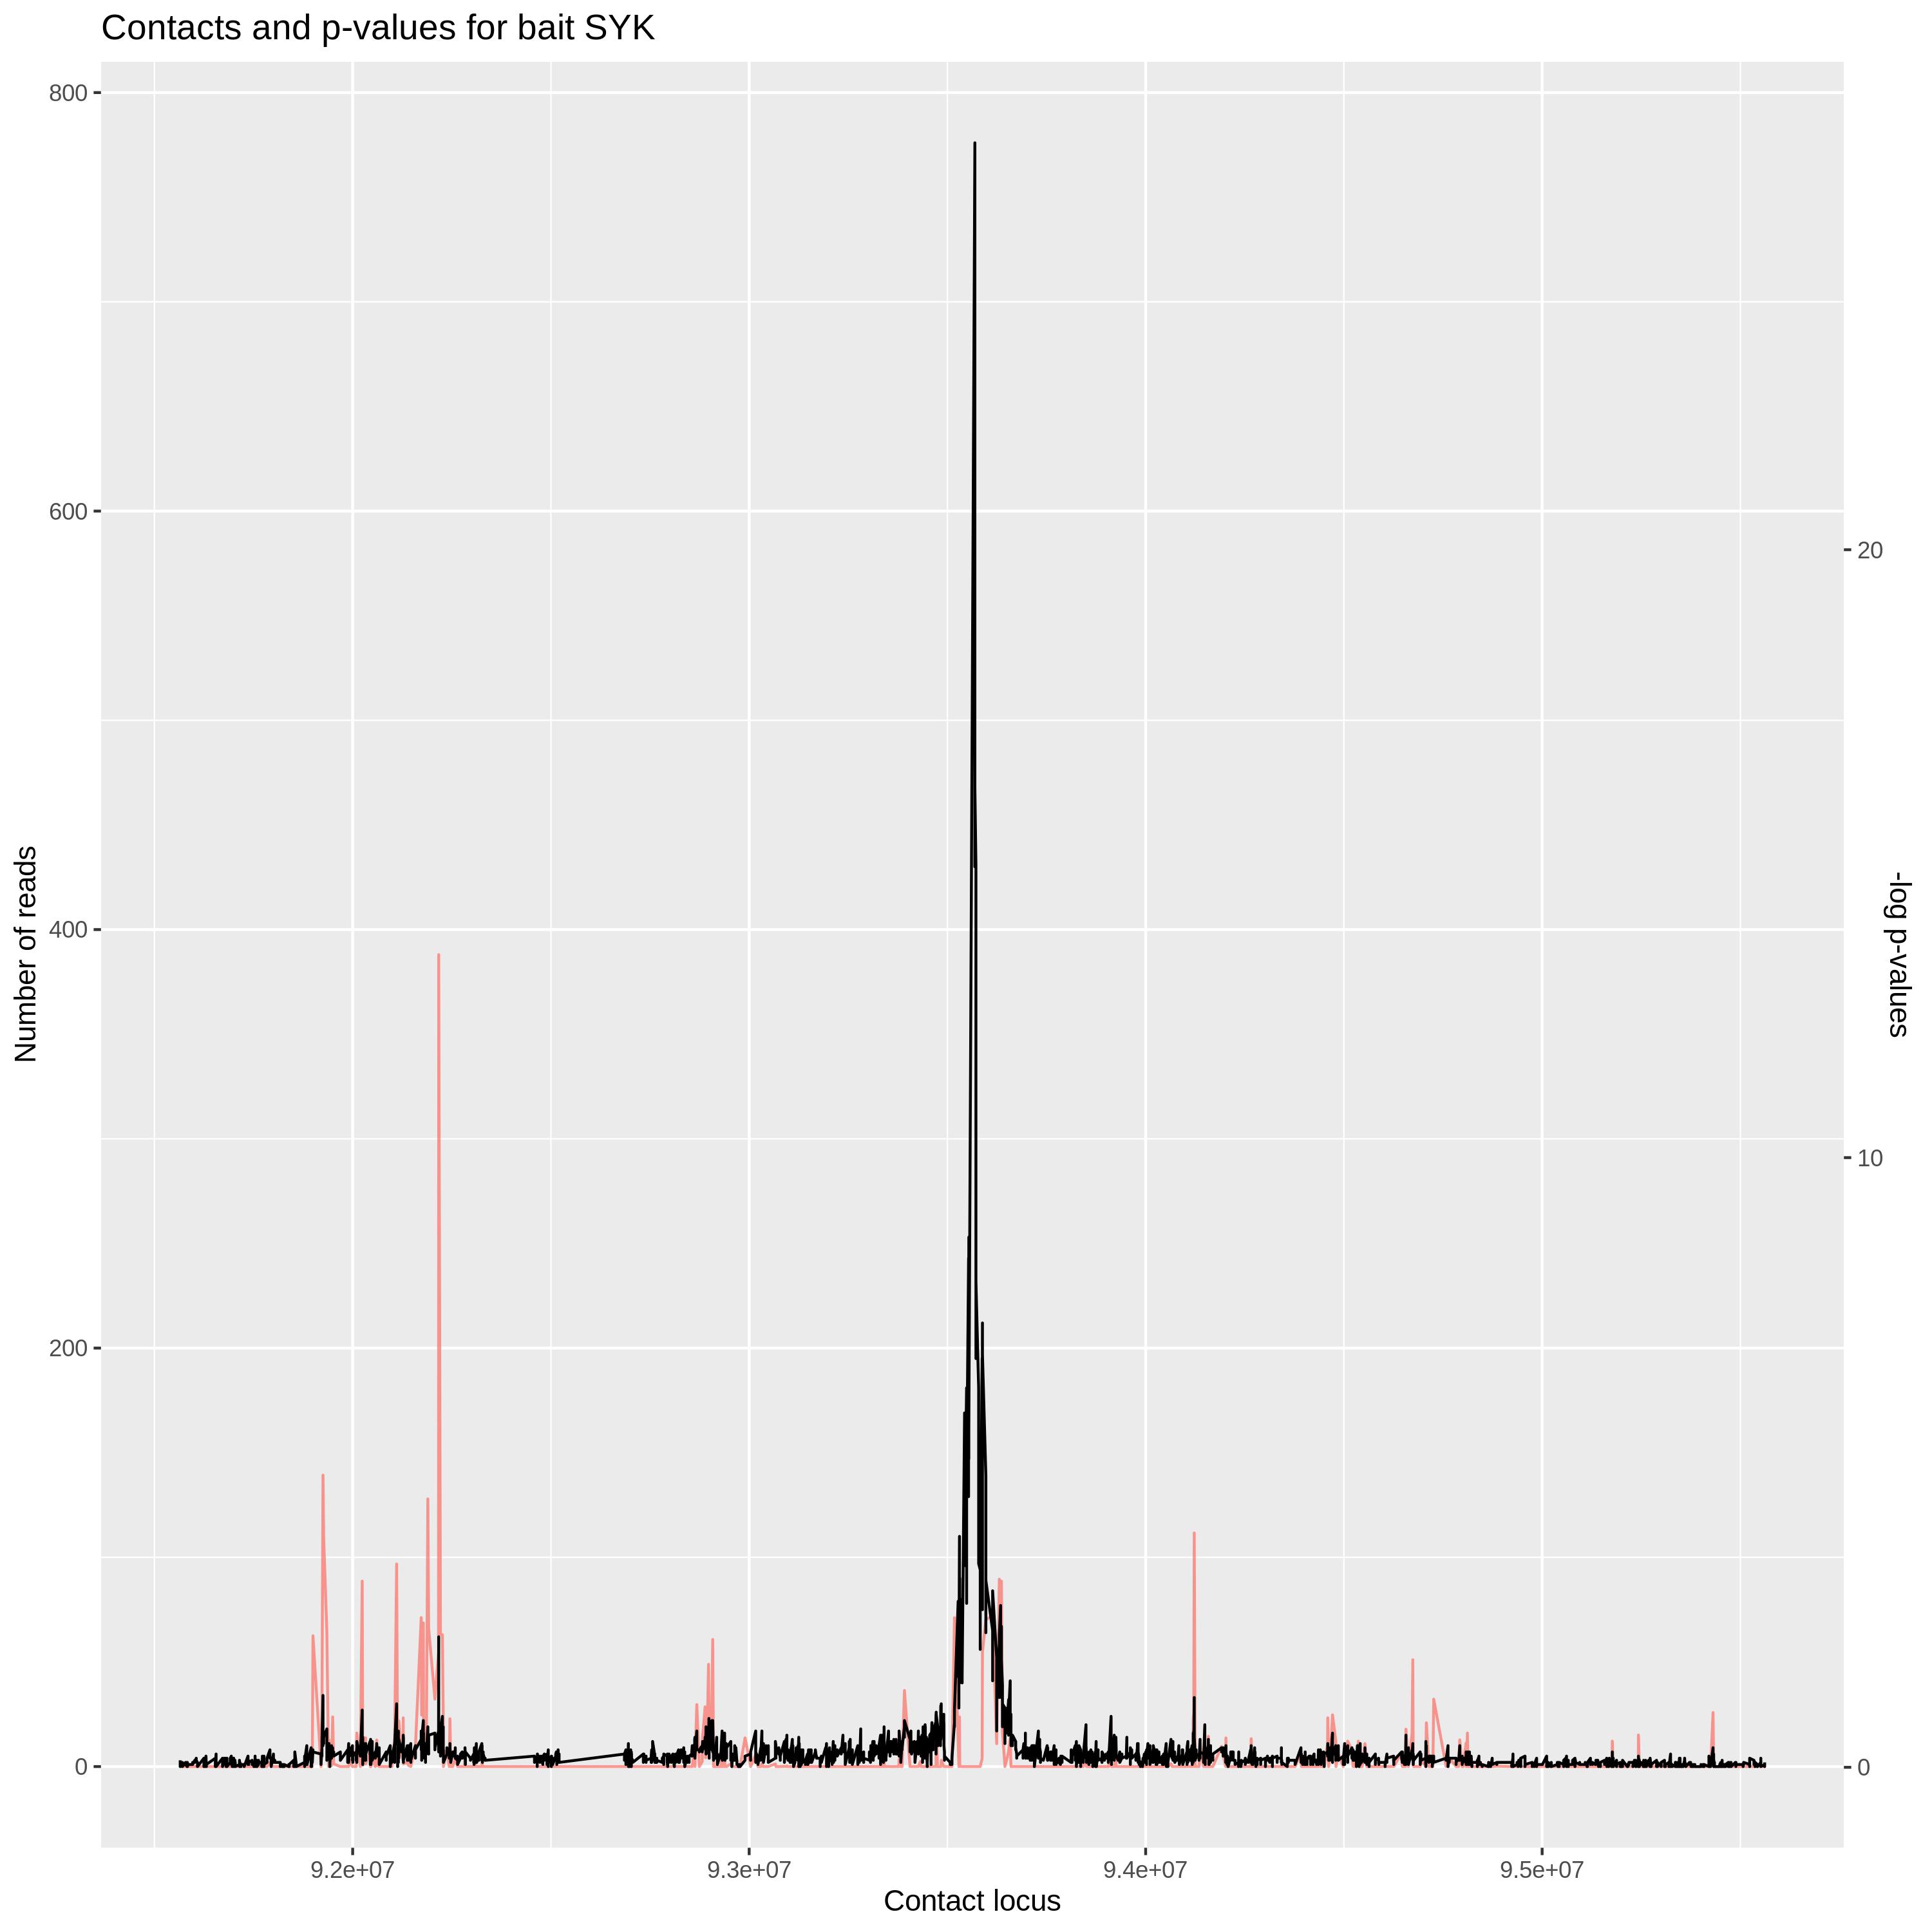 Contacts and p-values for bait SYK
800
600
400
200
0
Number of reads
20
10
0
-log p-values
9.2e+07 9.3e+07 9.4e+07 9.5e+07
Contact locus